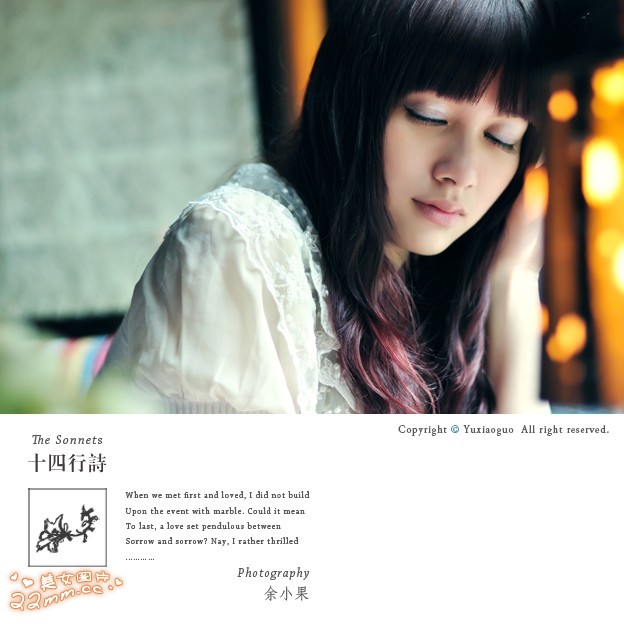 Copyright © Yuxiaoguo All right reserved.
The Sonnets
十四行詩
When we met first and loved, I did not build
Upon the event with marble. Could it mean
To last, a love set pendulous between
Sorrow and sorrow? Nay, I rather thrilled
............
Photography
余小果
美女图片
22mm.cc